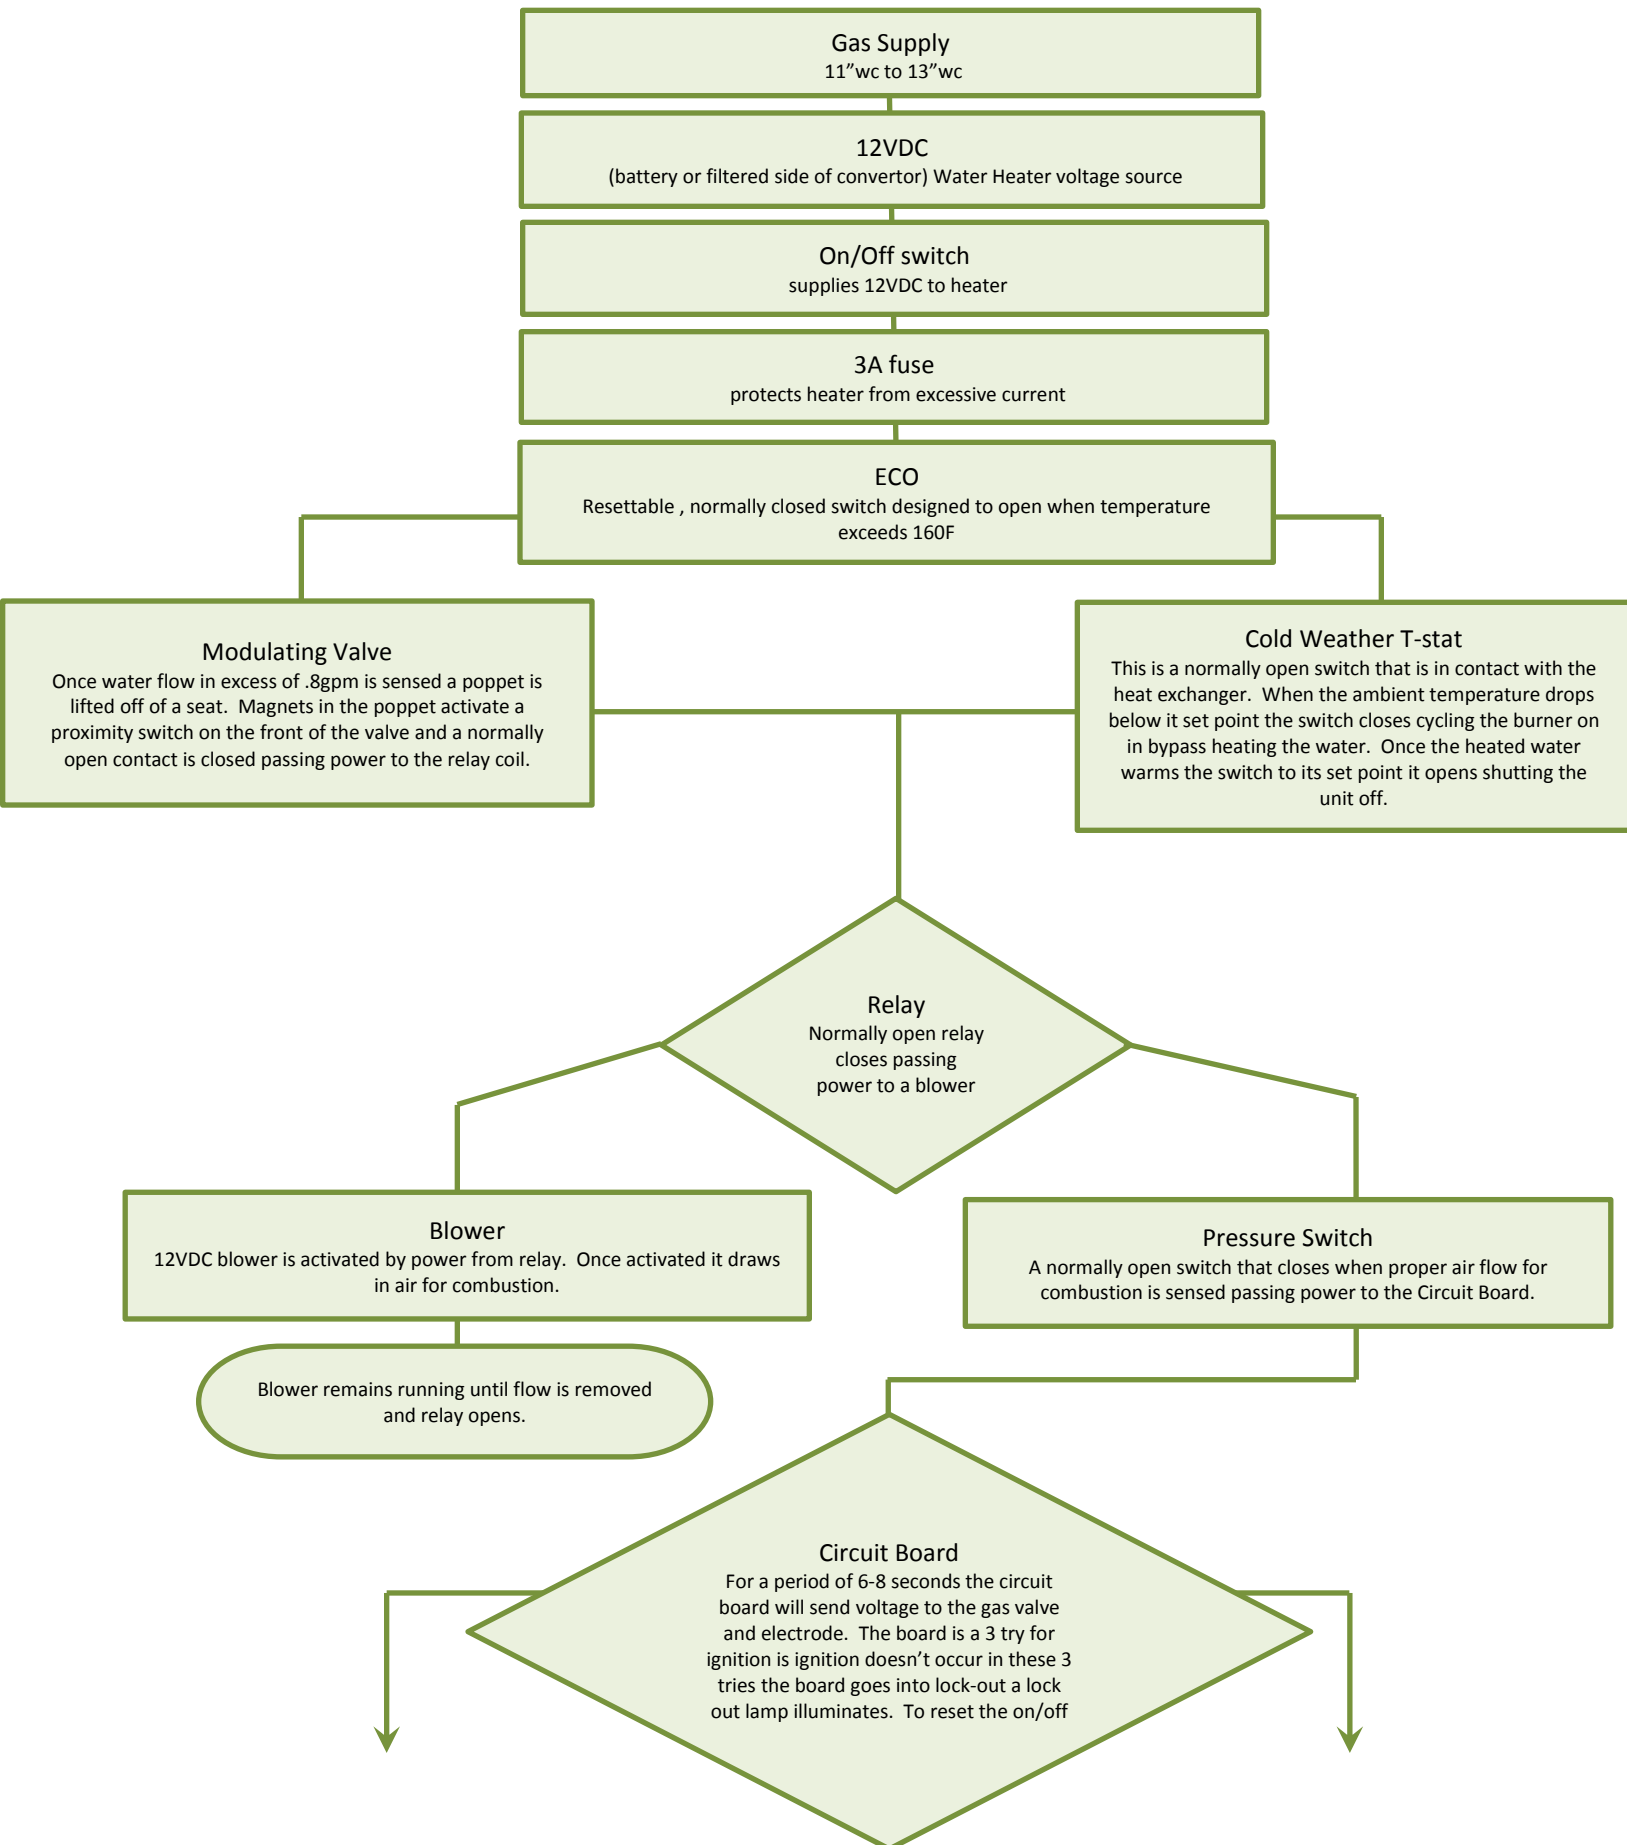 Gas Supply
11”wc to 13”wc
12VDC
(battery or filtered side of convertor) Water Heater voltage source
On/Off switch
supplies 12VDC to heater
3A fuse
protects heater from excessive current
ECO
Resettable , normally closed switch designed to open when temperature
exceeds 160F
Modulating Valve
Once water flow in excess of .8gpm is sensed a poppet is
lifted off of a seat. Magnets in the poppet activate a
proximity switch on the front of the valve and a normally
open contact is closed passing power to the relay coil.
Cold Weather T-stat
This is a normally open switch that is in contact with the
heat exchanger. When the ambient temperature drops
below it set point the switch closes cycling the burner on
in bypass heating the water. Once the heated water
warms the switch to its set point it opens shutting the
unit off.
Relay
Normally open relay
closes passing
power to a blower
Blower
12VDC blower is activated by power from relay. Once activated it draws
in air for combustion.
Pressure Switch
A normally open switch that closes when proper air flow for
combustion is sensed passing power to the Circuit Board.
Blower remains running until flow is removed
and relay opens.
Circuit Board
For a period of 6-8 seconds the circuit
board will send voltage to the gas valve
and electrode. The board is a 3 try for
ignition is ignition doesn’t occur in these 3
tries the board goes into lock-out a lock
out lamp illuminates. To reset the on/off